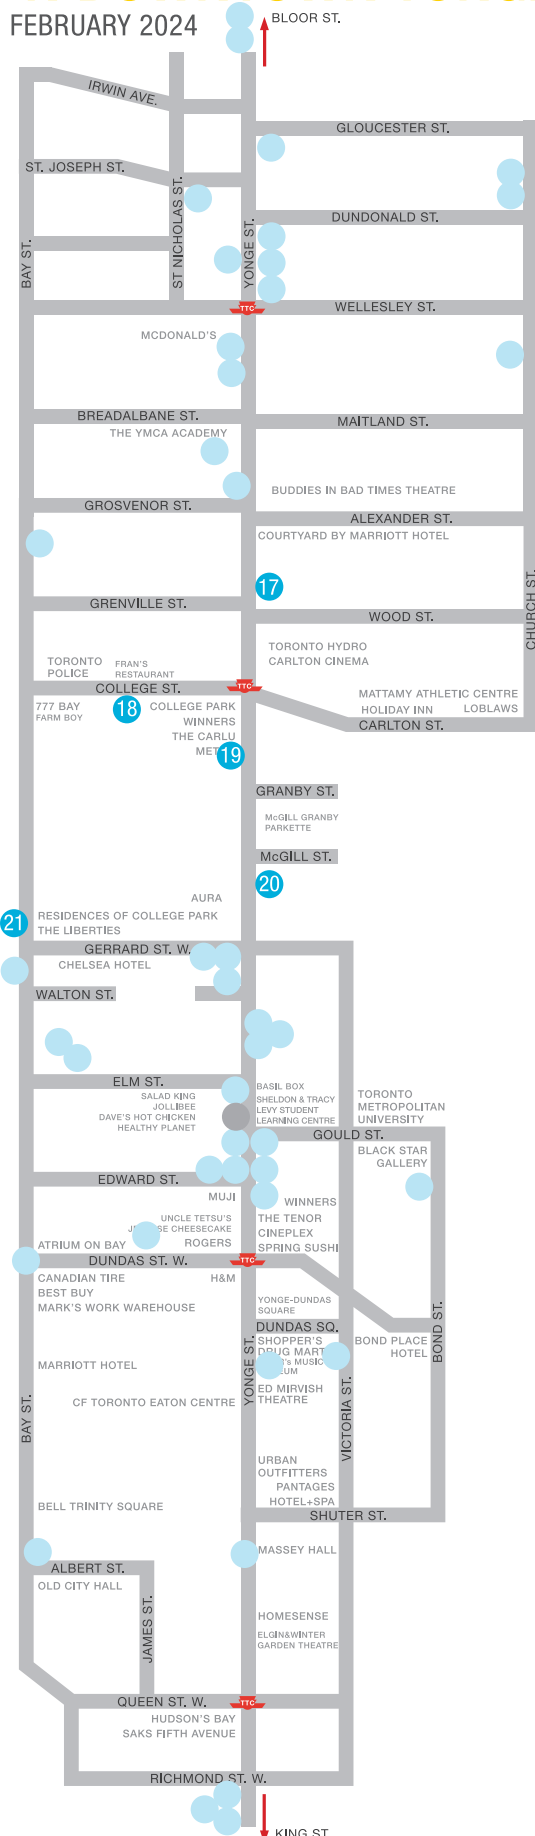 FEBRUARY 2024
BLOOR ST.
IRWIN AVE.
GLOUCESTER ST.
ST. JOSEPH ST.
ST NICHOLAS ST.
DUNDONALD ST.
BAY ST.
YONGE ST.
TTC
WELLESLEY ST.
MCDONALD'S
BREADALBANE ST.
MAITLAND ST.
THE YMCA ACADEMY
BUDDIES IN BAD TIMES THEATRE
GROSVENOR ST.
ALEXANDER ST.
COURTYARD BY MARRIOTT HOTEL
17
CHURCH ST.
GRENVILLE ST.
WOOD ST.
TORONTO HYDRO
CARLTON CINEMA
TORONTO
POLICE
FRAN'S
RESTAURANT
COLLEGE ST.
TTC
MATTAMY ATHLETIC CENTRE
HOLIDAY INN
LOBLAWS
CARLTON ST.
777 BAY
FARM BOY
18
COLLEGE PARK
WINNERS
THE CARLU
19
GRANBY ST.
McGILL GRANBY
PARKETTE
McGILL ST.
20
AURA
21
RESIDENCES OF COLLEGE PARK
THE LIBERTIES
GERRARD ST. W.
CHELSEA HOTEL
WALTON ST.
ELM ST.
BASIL BOX
SALAD KING
JOLLIBEE
DAVE'S HOT CHICKEN
HEALTHY PLANET
SHELDON & TRACY
LEVY STUDENT
LEARNING CENTRE
TORONTO
METROPOLITAN
UNIVERSITY
GOULD ST.
BLACK STAR
GALLERY
EDWARD ST.
MUJI
WINNERS
UNCLE TETSU'S
CHEESECAKE
ROGERS
THE TENOR
CINEPLEX
SPRING SUSHI
ATRIUM ON BAY
DUNDAS ST. W.
TTC
CANADIAN TIRE
BEST BUY
MARK'S WORK WAREHOUSE
H&M
YONGE-DUNDAS
SQUARE
DUNDAS SQ.
BOND ST.
SHOPPER'S
DRUG MART
MUSIC
BOND PLACE
HOTEL
MARRIOTT HOTEL
YONGE ST.
ED MIRVISH
THEATRE
CF TORONTO EATON CENTRE
BAY ST.
VICTORIA ST.
URBAN
OUTFITTERS
PANTAGES
HOTEL+SPA
BELL TRINITY SQUARE
SHUTER ST.
MASSEY HALL
ALBERT ST.
OLD CITY HALL
JAMES ST.
HOMESENSE
ELGIN&WINTER
GARDEN THEATRE
QUEEN ST. W.
TTC
HUDSON'S BAY
SAKS FIFTH AVENUE
RICHMOND ST. W.
KING ST.